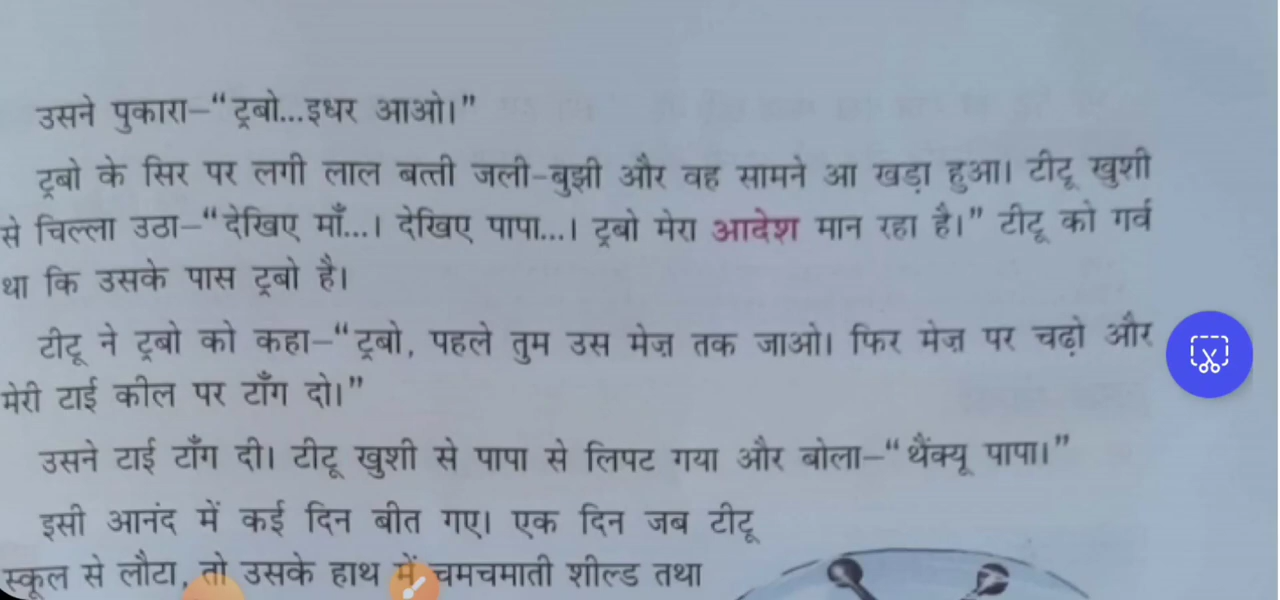 उसने पुकारा–“ट्रबो...इधर आओ।”
ट्रबो के सिर पर लगी लाल बत्ती जली-बुझी और वह सामने आ खड़ा हुआ। टीटू खुशी
से चिल्ला उठा–“देखिए माँ...। देखिए पापा...। ट्रबो मेरा आदेश मान रहा है।” टीटू को गर्व
था कि उसके पास ट्रबो है।
टीटू ने ट्रबो को कहा–“ट्रबो, पहले तुम उस मेज़ तक जाओ। फिर मेज़ पर चढ़ो और
मेरी टाई कील पर टाँग दो।”
उसने टाई टाँग दी। टीटू खुशी से पापा से लिपट गया और बोला–“थैंक्यू पापा।”
इसी आनंद में कई दिन बीत गए। एक दिन जब टीटू
स्कूल से लौटा, तो उसके हाथ में चमचमाती शील्ड तथा